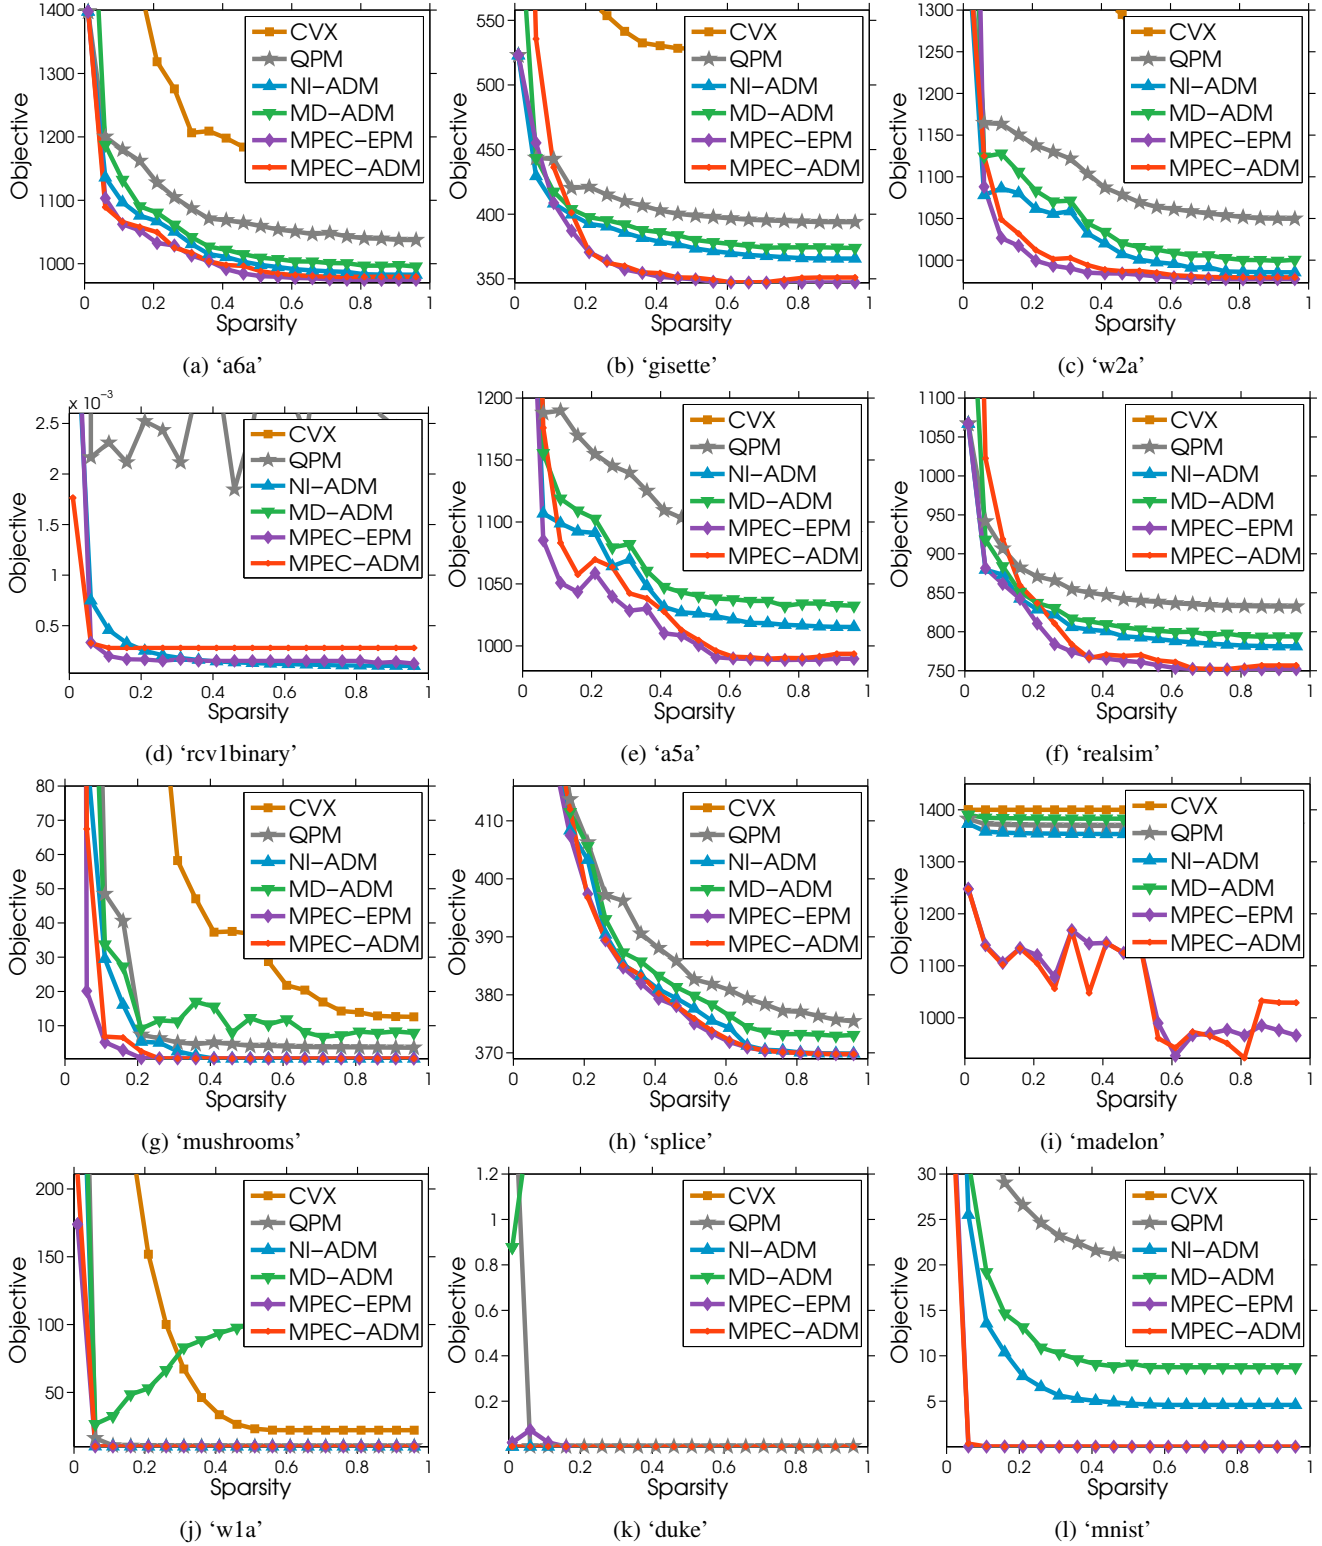 1400
1300
1200
1100
1000
0 0.2 0.4 0.6 0.8 1
Objective
Sparsity
CVX
QPM
NI-ADM
MD-ADM
MPEC-EPM
MPEC-ADM
(a) ‘a6a’
550
500
450
400
350
0 0.2 0.4 0.6 0.8 1
Objective
Sparsity
CVX
QPM
NI-ADM
MD-ADM
MPEC-EPM
MPEC-ADM
(b) ‘gisette’
1300
1250
1200
1150
1100
1050
1000
0 0.2 0.4 0.6 0.8 1
Objective
Sparsity
CVX
QPM
NI-ADM
MD-ADM
MPEC-EPM
MPEC-ADM
(c) ‘w2a’
x 10⁻³
2.5
2
1.5
1
0.5
0 0.2 0.4 0.6 0.8 1
Objective
Sparsity
CVX
QPM
NI-ADM
MD-ADM
MPEC-EPM
MPEC-ADM
(d) ‘rcv1binary’
1200
1150
1100
1050
1000
0 0.2 0.4 0.6 0.8 1
Objective
Sparsity
CVX
QPM
NI-ADM
MD-ADM
MPEC-EPM
MPEC-ADM
(e) ‘a5a’
1100
1050
1000
950
900
850
800
750
0 0.2 0.4 0.6 0.8 1
Objective
Sparsity
CVX
QPM
NI-ADM
MD-ADM
MPEC-EPM
MPEC-ADM
(f) ‘realsim’
80
70
60
50
40
30
20
10
0 0.2 0.4 0.6 0.8 1
Objective
Sparsity
CVX
QPM
NI-ADM
MD-ADM
MPEC-EPM
MPEC-ADM
(g) ‘mushrooms’
410
400
390
380
370
0 0.2 0.4 0.6 0.8 1
Objective
Sparsity
CVX
QPM
NI-ADM
MD-ADM
MPEC-EPM
MPEC-ADM
(h) ‘splice’
1400
1300
1200
1100
1000
0 0.2 0.4 0.6 0.8 1
Objective
Sparsity
CVX
QPM
NI-ADM
MD-ADM
MPEC-EPM
MPEC-ADM
(i) ‘madelon’
200
150
100
50
0 0.2 0.4 0.6 0.8 1
Objective
Sparsity
CVX
QPM
NI-ADM
MD-ADM
MPEC-EPM
MPEC-ADM
(j) ‘w1a’
1.2
1
0.8
0.6
0.4
0.2
0 0.2 0.4 0.6 0.8 1
Objective
Sparsity
CVX
QPM
NI-ADM
MD-ADM
MPEC-EPM
MPEC-ADM
(k) ‘duke’
30
25
20
15
10
5
0 0.2 0.4 0.6 0.8 1
Objective
Sparsity
CVX
QPM
NI-ADM
MD-ADM
MPEC-EPM
MPEC-ADM
(l) ‘mnist’